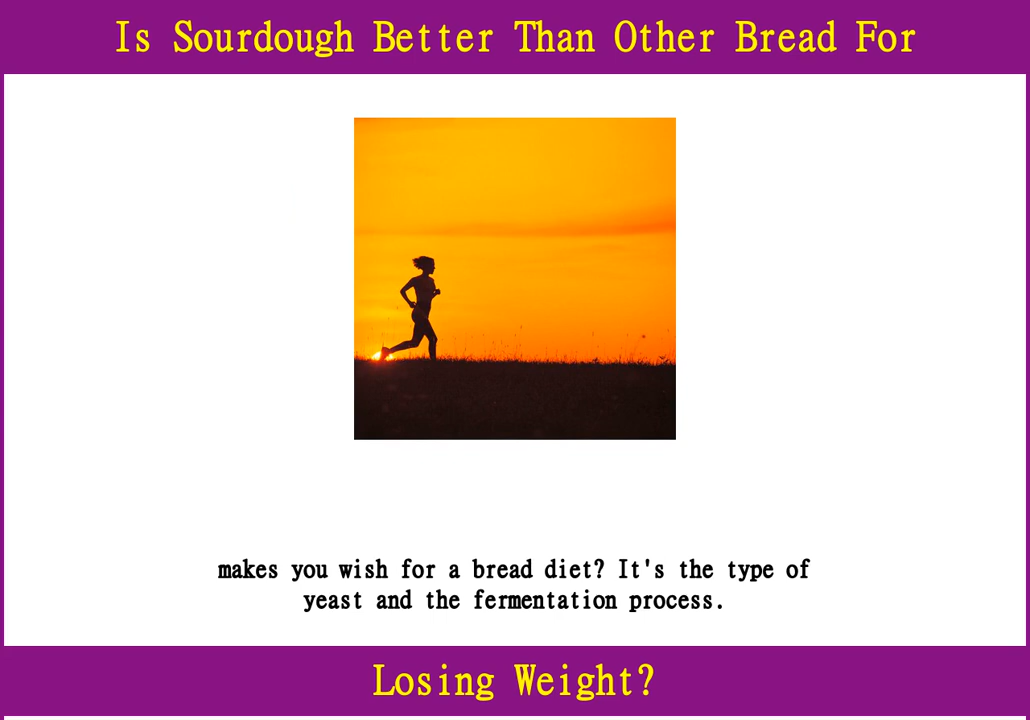 Is Sourdough Better Than Other Bread For
makes you wish for a bread diet? It's the type of
yeast and the fermentation process.
Losing Weight?